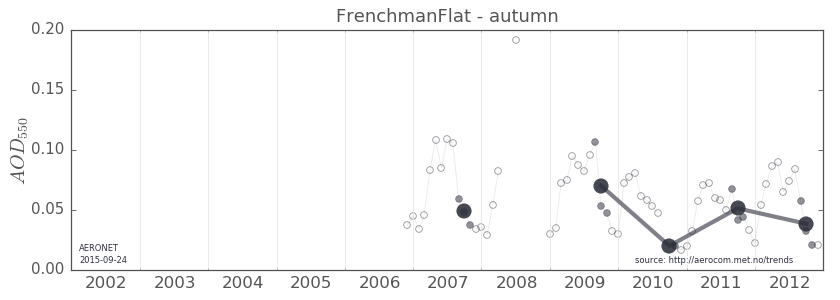 FrenchmanFlat - autumn
0.20
0.15
0.10
0.05
0.00
AOD550
AERONET
2015-09-24
source: http://aerocom.met.no/trends
2002 2003 2004 2005 2006 2007 2008 2009 2010 2011 2012